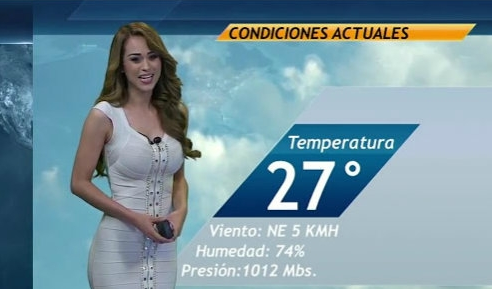 CONDICIONES ACTUALES
Temperatura
27°
Viento: NE 5 KMH
Humedad: 74%
Presión:1012 Mbs.